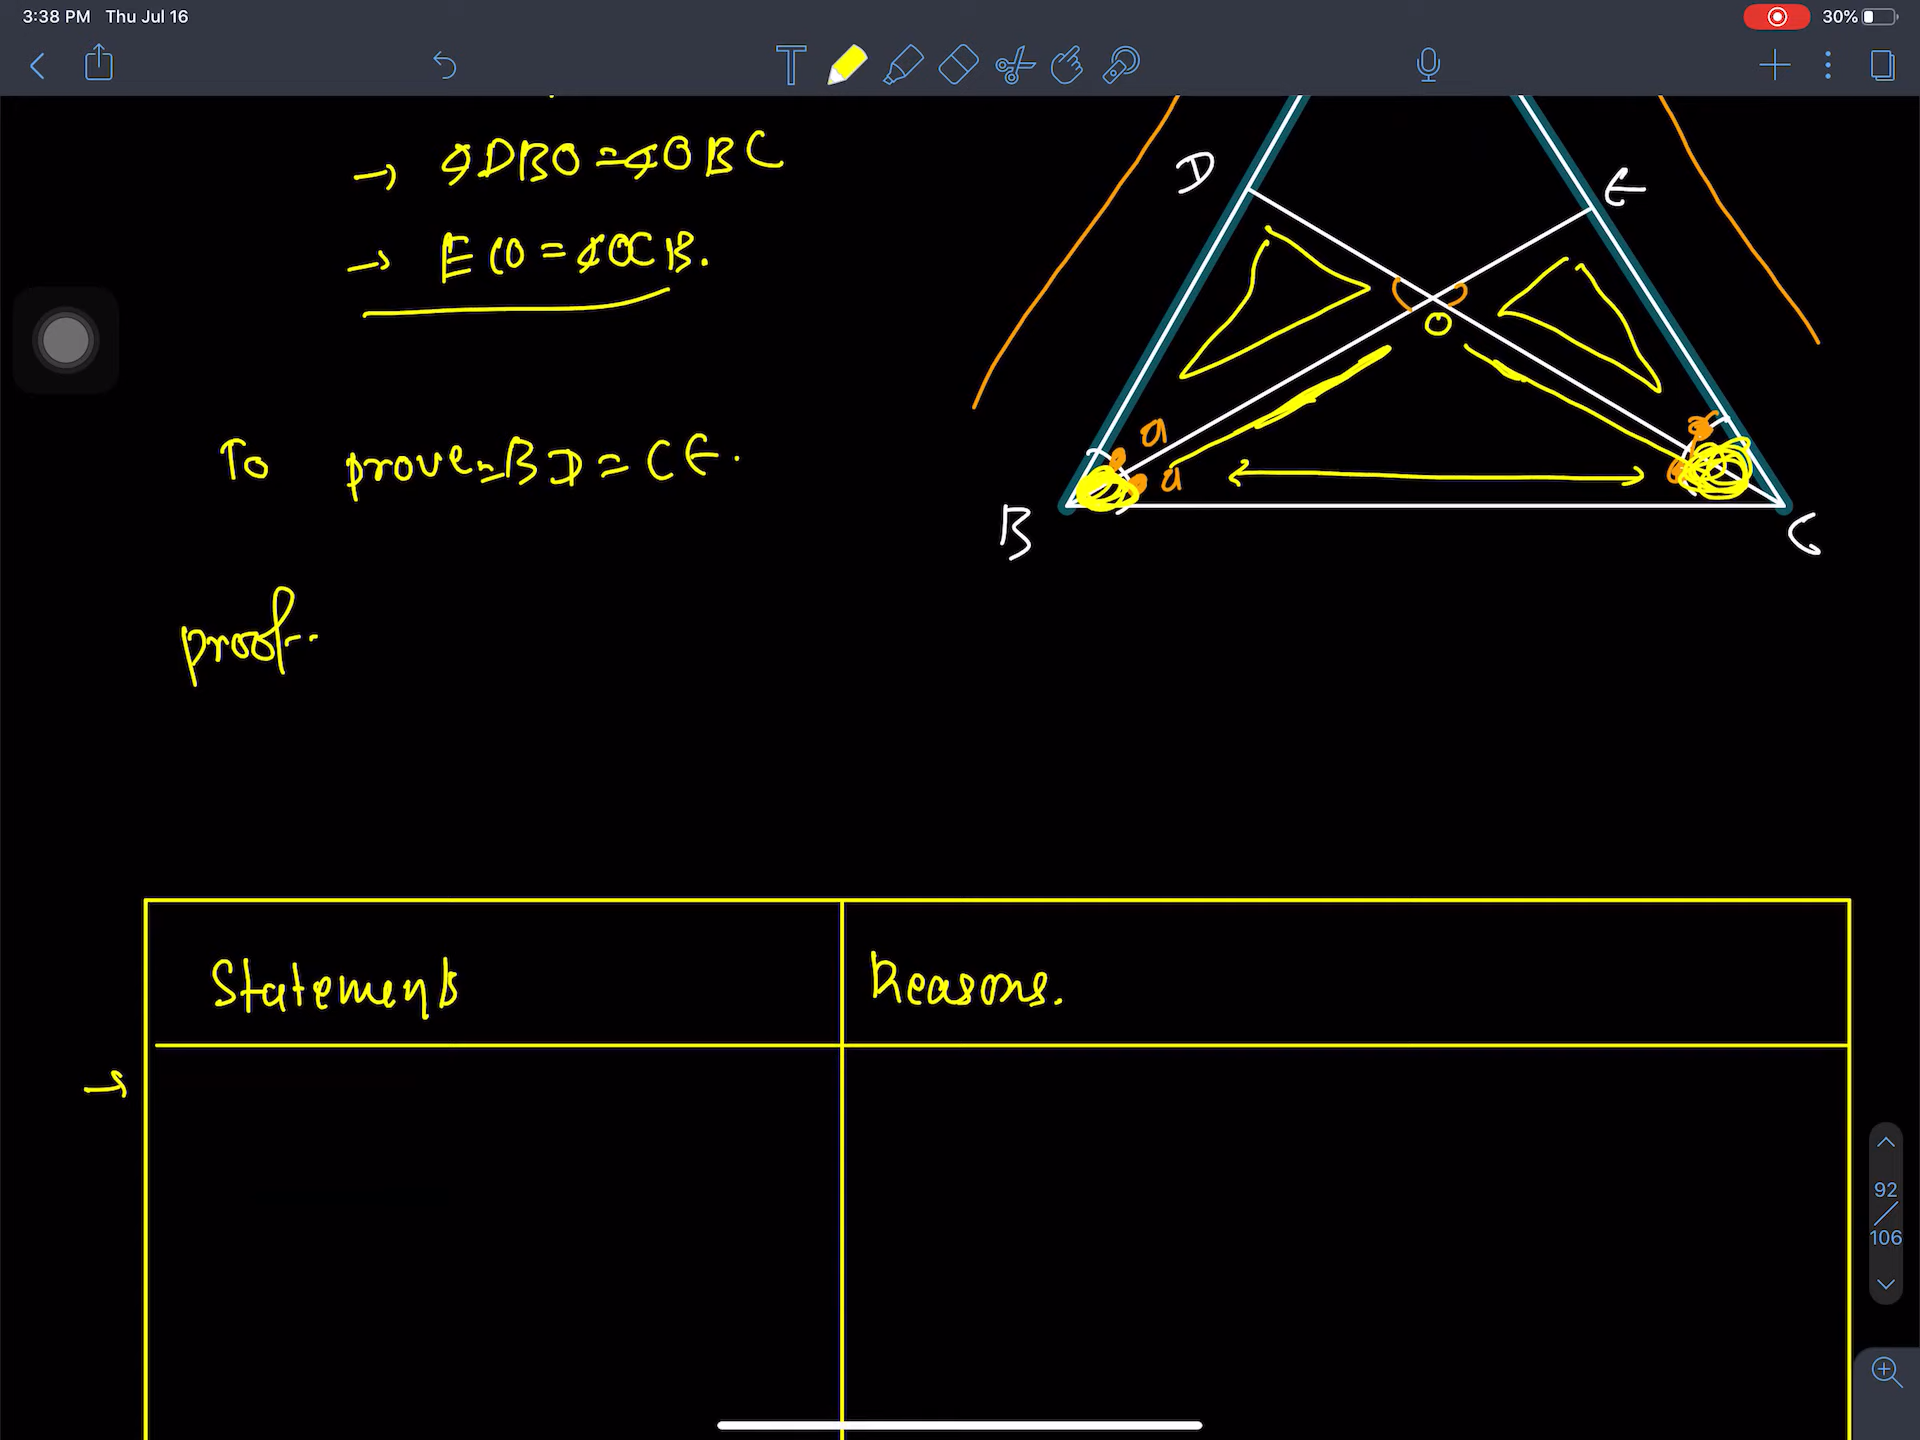 3:38 PM Thu Jul 16
30%
→ ∢DBO = ∢OBC
→ ECO = ∢OCB.
To prove = BD = CE.
proof -
D
E
O
a
a
B
C
Statements
Reasons.
92
106